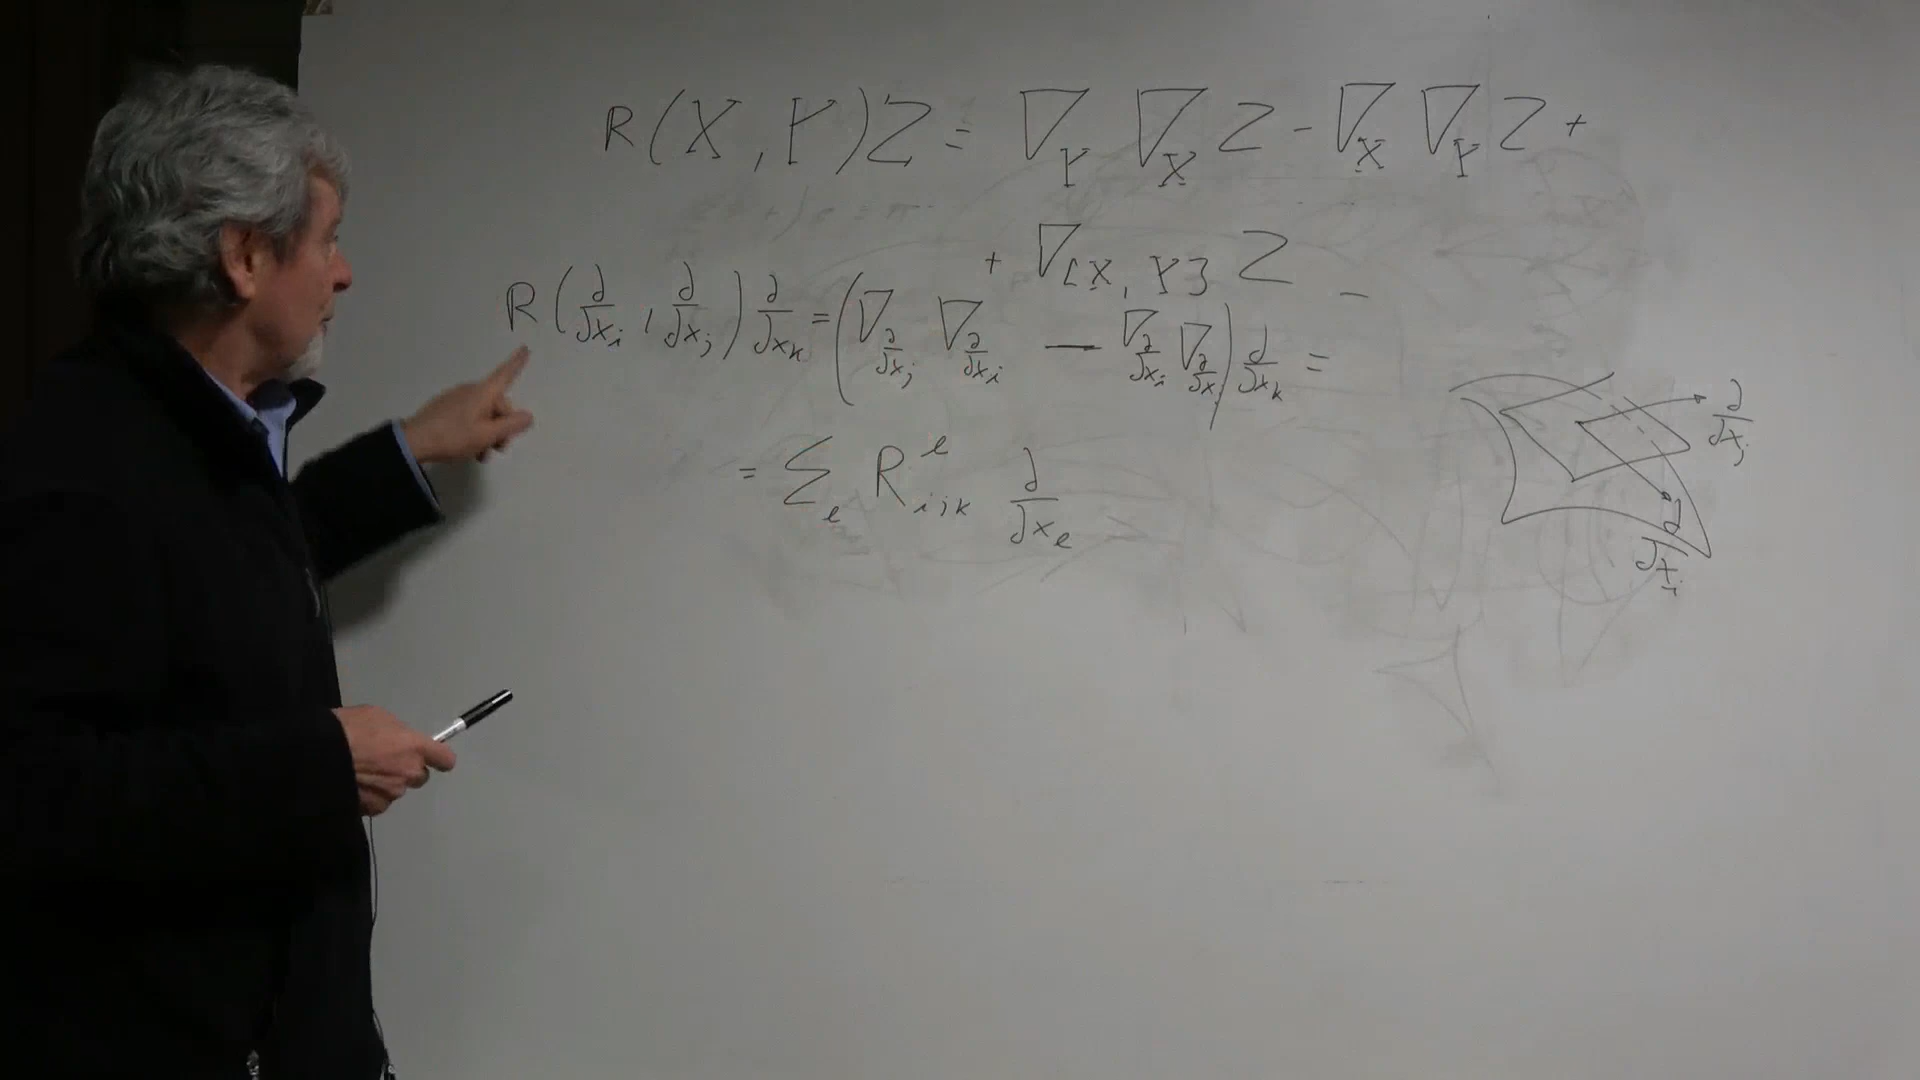 R(X,Y)Z = ∇_Y ∇_X Z - ∇_X ∇_Y Z +
+ ∇_[X,Y] Z -
R(∂/∂x_i, ∂/∂x_j) ∂/∂x_k = (∇_∂/∂x_j ∇_∂/∂x_i — ∇_∂/∂x_i ∇_∂/∂x_j) ∂/∂x_k =
= Σ_l R^l_ijk ∂/∂x_l
∂/∂x_j
∂/∂x_i